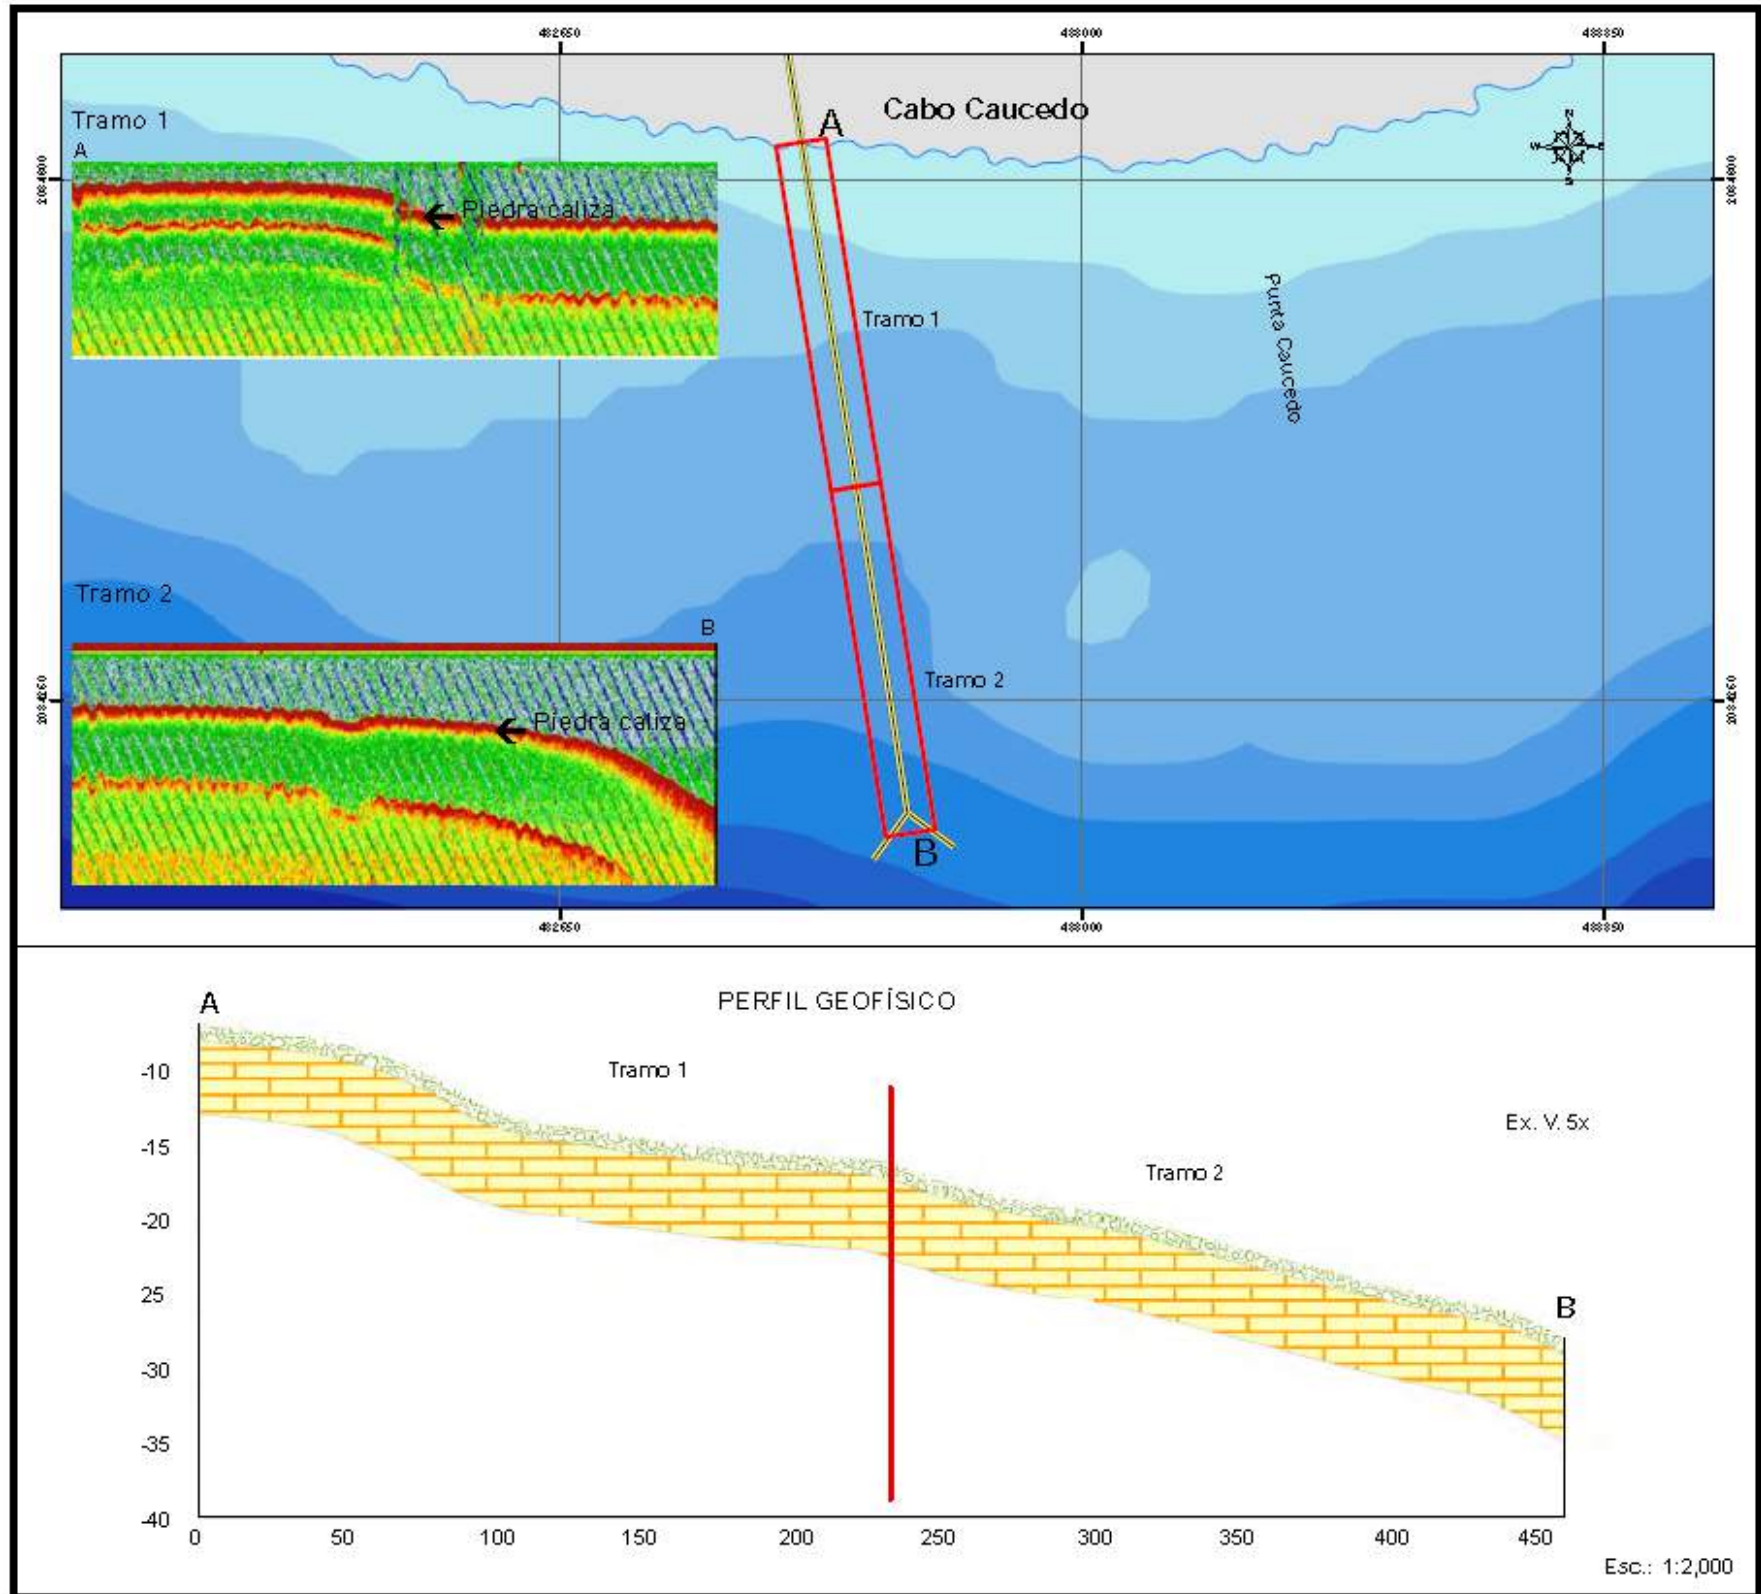 482650
488000
488350
Cabo Caucedo
Tramo 1
A
A
Piedra caliza
Punta Caucedo
Tramo 1
Tramo 2
B
Tramo 2
Piedra caliza
B
482650
488000
488350
A
PERFIL GEOFÍSICO
-10
Tramo 1
Ex. V. 5x
-15
Tramo 2
-20
25
B
-30
-35
-40
0 50 100 150 200 250 300 350 400 450
Esc.: 1:2,000